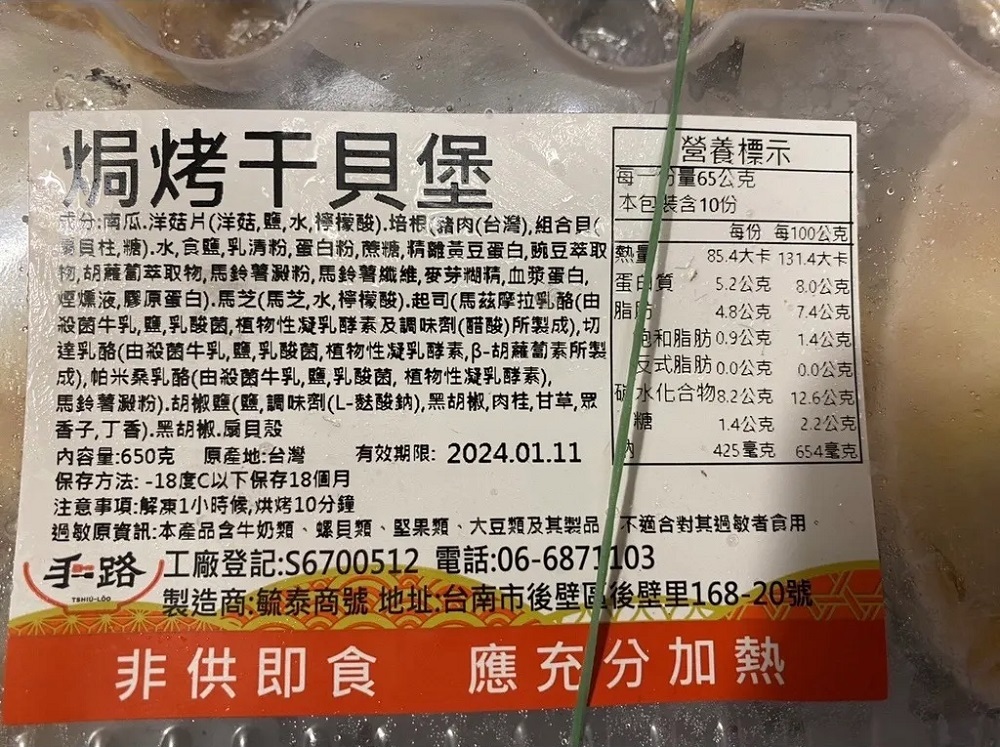 焗烤干貝堡
成分:南瓜.洋菇片(洋菇,鹽,水,檸檬酸).培根(豬肉(台灣),組合貝(
貝柱,糖).水,食鹽,乳清粉,蛋白粉,蔗糖,精離黃豆蛋白,豌豆萃取
物,胡蘿蔔萃取物,馬鈴薯澱粉,馬鈴薯纖維,麥芽糊精,血漿蛋白,
煙燻液,膠原蛋白).馬芝(馬芝,水,檸檬酸).起司(馬茲摩拉乳酪(由
殺菌牛乳,鹽,乳酸菌,植物性凝乳酵素及調味劑(醋酸)所製成),切
達乳酪(由殺菌牛乳,鹽,乳酸菌,植物性凝乳酵素,β-胡蘿蔔素所製
成),帕米桑乳酪(由殺菌牛乳,鹽,乳酸菌, 植物性凝乳酵素),
馬鈴薯澱粉).胡椒鹽(鹽,調味劑(L-麩酸鈉),黑胡椒,肉桂,甘草,眾
香子,丁香).黑胡椒.扇貝殼
內容量:650克 原產地:台灣 有效期限: 2024.01.11
保存方法: -18度C以下保存18個月
注意事項:解凍1小時候,烘烤10分鐘
過敏原資訊:本產品含牛奶類、螺貝類、堅果類、大豆類及其製品 不適合對其過敏者食用。
營養標示
每一份量65公克
本包裝含10份
每份 每100公克
熱量 85.4大卡 131.4大卡
蛋白質 5.2公克 8.0公克
脂肪 4.8公克 7.4公克
飽和脂肪 0.9公克 1.4公克
反式脂肪 0.0公克 0.0公克
碳水化合物 8.2公克 12.6公克
糖 1.4公克 2.2公克
鈉 425毫克 654毫克
手路 工廠登記:S6700512 電話:06-6871103
TSHIÚ-LŌO
製造商:毓泰商號 地址:台南市後壁區後壁里168-20號
非供即食 應充分加熱